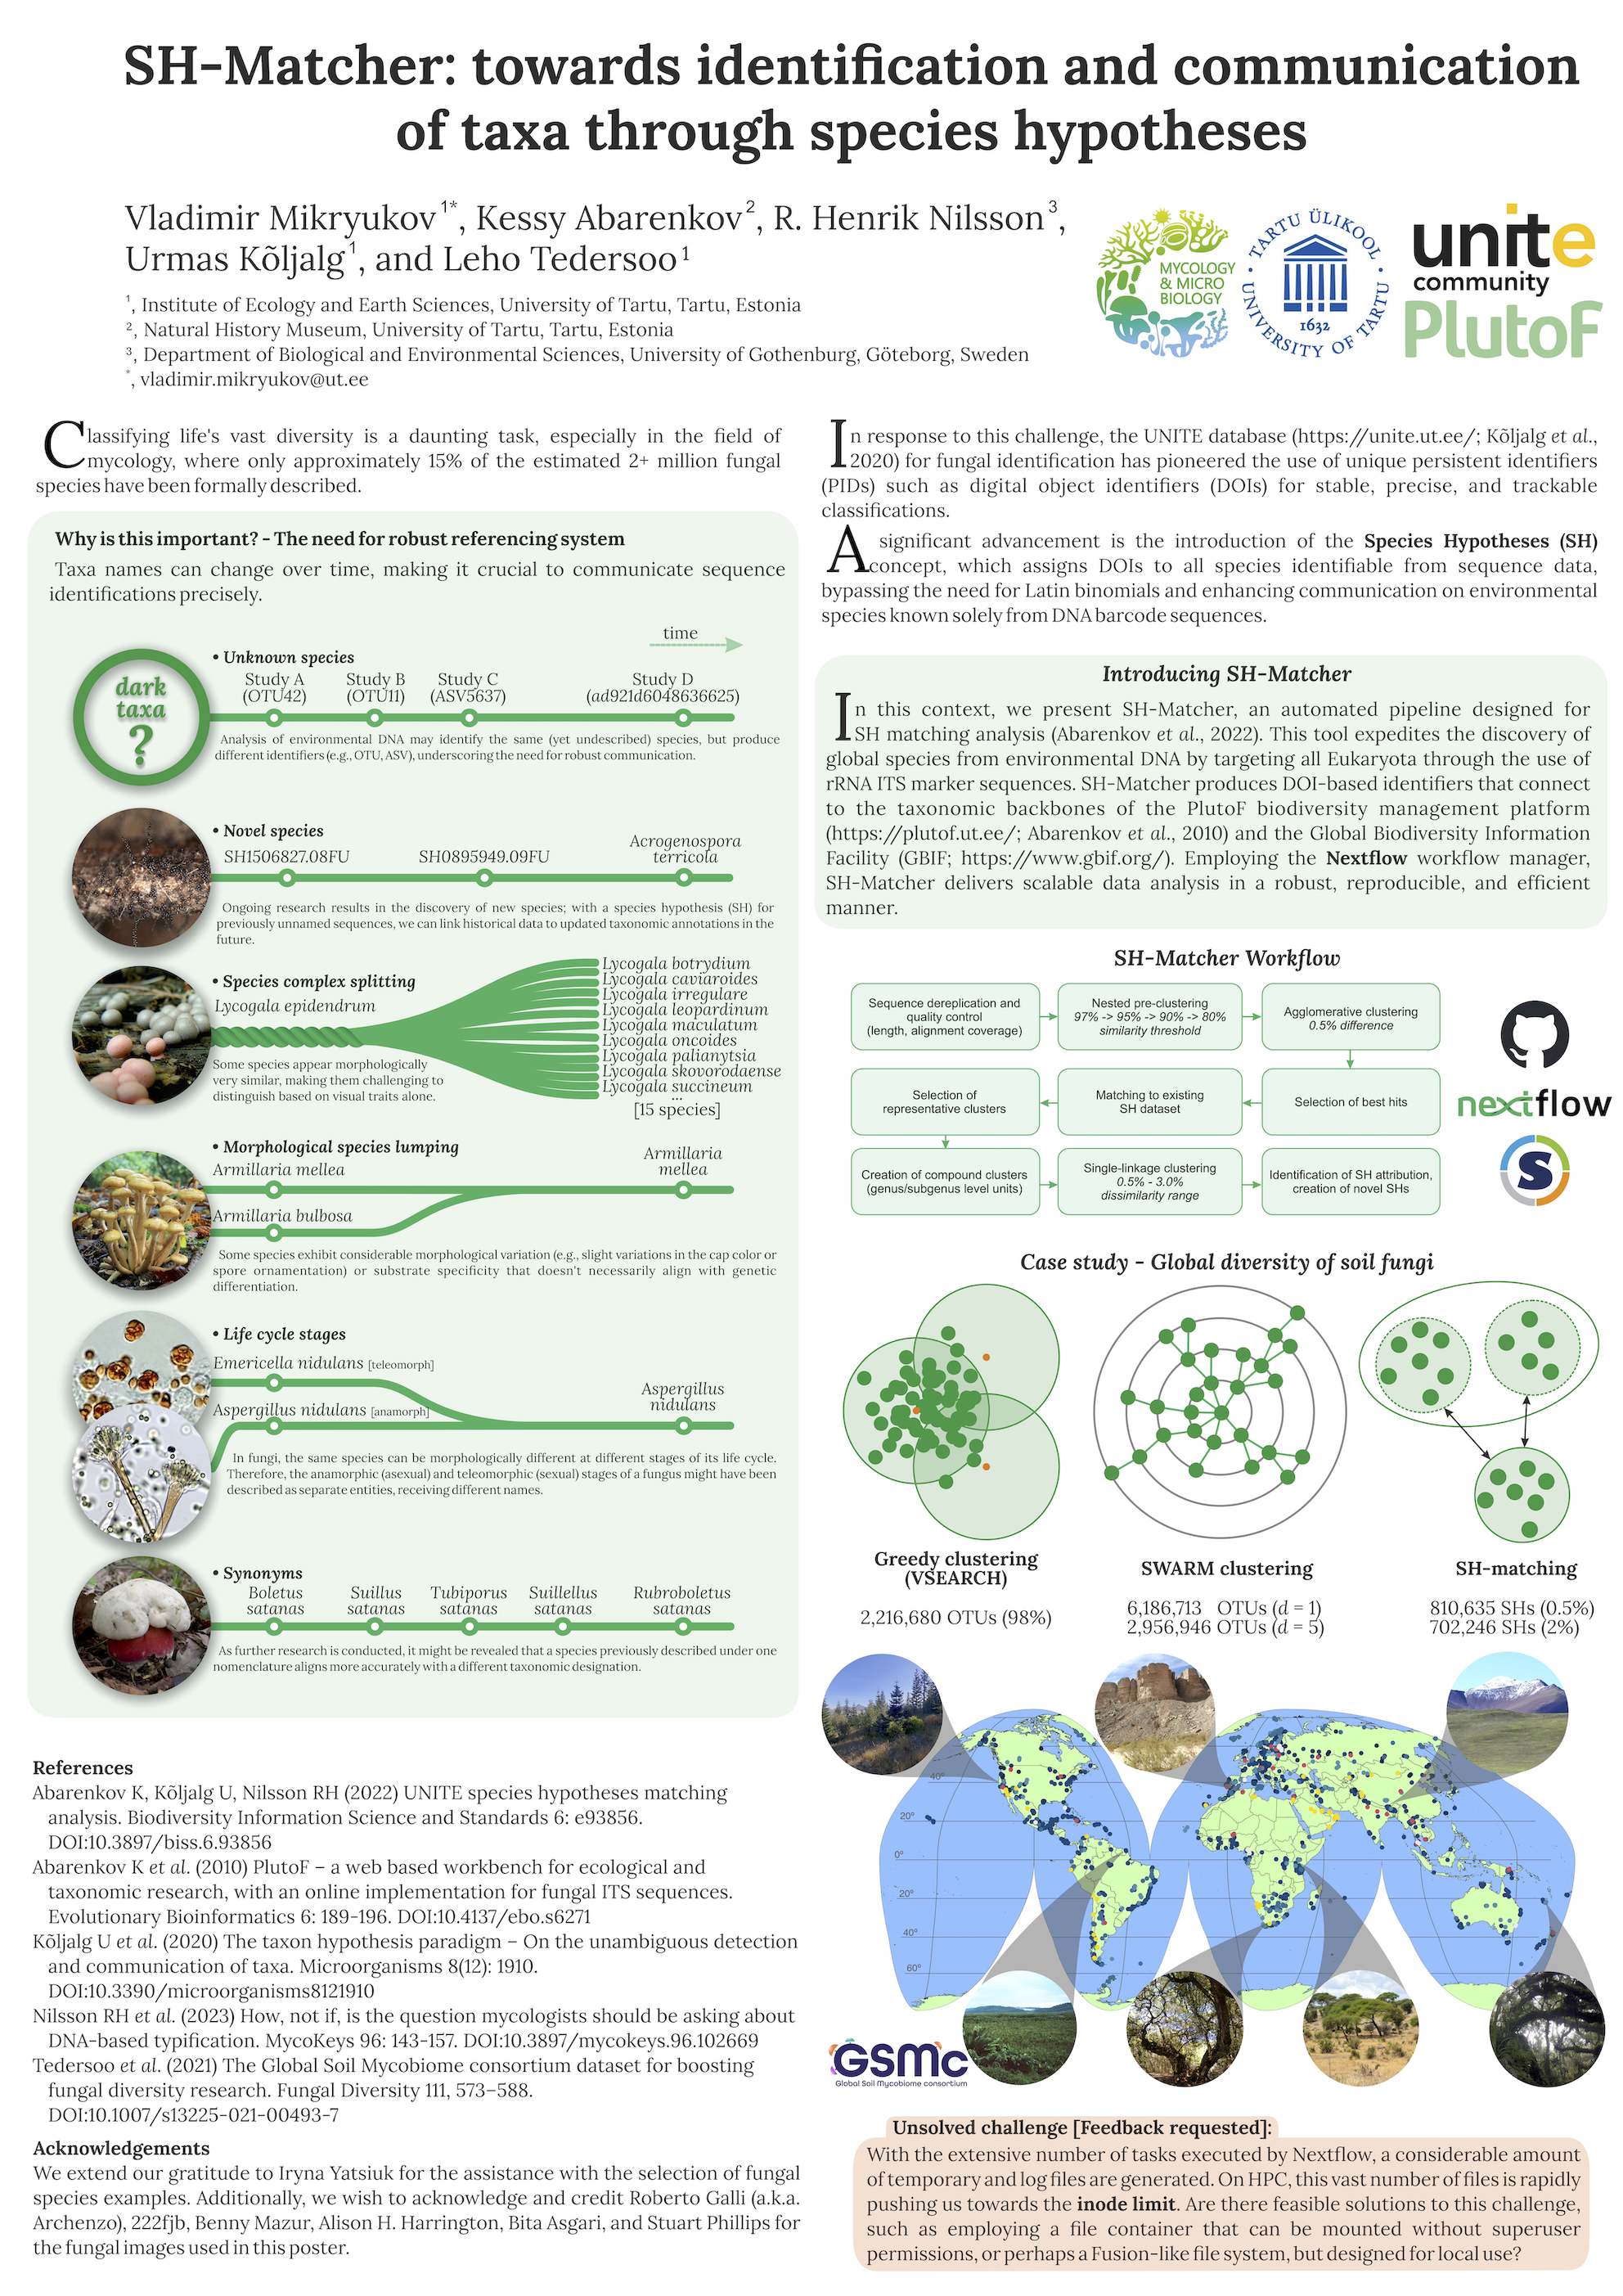 SH-Matcher: towards identification and communication
of taxa through species hypotheses
Vladimir Mikryukov¹*, Kessy Abarenkov², R. Henrik Nilsson³,
Urmas Kõljalg¹, and Leho Tedersoo¹
¹, Institute of Ecology and Earth Sciences, University of Tartu, Tartu, Estonia
², Natural History Museum, University of Tartu, Tartu, Estonia
³, Department of Biological and Environmental Sciences, University of Gothenburg, Göteborg, Sweden
*, vladimir.mikryukov@ut.ee
MYCOLOGY
& MICRO
BIOLOGY
TARTU ÜLIKOOL
1632
UNIVERSITY OF TARTU
unite
community
PlutoF
Classifying life's vast diversity is a daunting task, especially in the field of
mycology, where only approximately 15% of the estimated 2+ million fungal
species have been formally described.
Why is this important? - The need for robust referencing system
Taxa names can change over time, making it crucial to communicate sequence
identifications precisely.
time
dark
taxa
?
• Unknown species
Study A
(OTU42)
Study B
(OTU11)
Study C
(ASV5637)
Study D
(ad921d6048636625)
Analysis of environmental DNA may identify the same (yet undescribed) species, but produce
different identifiers (e.g., OTU, ASV), underscoring the need for robust communication.
• Novel species
SH1506827.08FU
SH0895949.09FU
Acrogenospora
terricola
Ongoing research results in the discovery of new species; with a species hypothesis (SH) for
previously unnamed sequences, we can link historical data to updated taxonomic annotations in the
future.
• Species complex splitting
Lycogala epidendrum
Some species appear morphologically
very similar, making them challenging to
distinguish based on visual traits alone.
Lycogala botrydium
Lycogala caviaroides
Lycogala irregulare
Lycogala leopardinum
Lycogala maculatum
Lycogala oncoides
Lycogala palianytsia
Lycogala skovorodaense
Lycogala succineum
...
[15 species]
• Morphological species lumping
Armillaria mellea
Armillaria bulbosa
Armillaria
mellea
Some species exhibit considerable morphological variation (e.g., slight variations in the cap color or
spore ornamentation) or substrate specificity that doesn't necessarily align with genetic
differentiation.
• Life cycle stages
Emericella nidulans [teleomorph]
Aspergillus nidulans [anamorph]
Aspergillus
nidulans
In fungi, the same species can be morphologically different at different stages of its life cycle.
Therefore, the anamorphic (asexual) and teleomorphic (sexual) stages of a fungus might have been
described as separate entities, receiving different names.
• Synonyms
Boletus
satanas
Suillus
satanas
Tubiporus
satanas
Suillellus
satanas
Rubroboletus
satanas
As further research is conducted, it might be revealed that a species previously described under one
nomenclature aligns more accurately with a different taxonomic designation.
References
Abarenkov K, Kõljalg U, Nilsson RH (2022) UNITE species hypotheses matching
analysis. Biodiversity Information Science and Standards 6: e93856.
DOI:10.3897/biss.6.93856
Abarenkov K et al. (2010) PlutoF – a web based workbench for ecological and
taxonomic research, with an online implementation for fungal ITS sequences.
Evolutionary Bioinformatics 6: 189-196. DOI:10.4137/ebo.s6271
Kõljalg U et al. (2020) The taxon hypothesis paradigm – On the unambiguous detection
and communication of taxa. Microorganisms 8(12): 1910.
DOI:10.3390/microorganisms8121910
Nilsson RH et al. (2023) How, not if, is the question mycologists should be asking about
DNA-based typification. MycoKeys 96: 143-157. DOI:10.3897/mycokeys.96.102669
Tedersoo et al. (2021) The Global Soil Mycobiome consortium dataset for boosting
fungal diversity research. Fungal Diversity 111, 573–588.
DOI:10.1007/s13225-021-00493-7
Acknowledgements
We extend our gratitude to Iryna Yatsiuk for the assistance with the selection of fungal
species examples. Additionally, we wish to acknowledge and credit Roberto Galli (a.k.a.
Archenzo), 222fjb, Benny Mazur, Alison H. Harrington, Bita Asgari, and Stuart Phillips for
the fungal images used in this poster.
In response to this challenge, the UNITE database (https://unite.ut.ee/; Kõljalg et al.,
2020) for fungal identification has pioneered the use of unique persistent identifiers
(PIDs) such as digital object identifiers (DOIs) for stable, precise, and trackable
classifications.
A significant advancement is the introduction of the Species Hypotheses (SH)
concept, which assigns DOIs to all species identifiable from sequence data,
bypassing the need for Latin binomials and enhancing communication on environmental
species known solely from DNA barcode sequences.
Introducing SH-Matcher
In this context, we present SH-Matcher, an automated pipeline designed for
SH matching analysis (Abarenkov et al., 2022). This tool expedites the discovery of
global species from environmental DNA by targeting all Eukaryota through the use of
rRNA ITS marker sequences. SH-Matcher produces DOI-based identifiers that connect
to the taxonomic backbones of the PlutoF biodiversity management platform
(https://plutof.ut.ee/; Abarenkov et al., 2010) and the Global Biodiversity Information
Facility (GBIF; https://www.gbif.org/). Employing the Nextflow workflow manager,
SH-Matcher delivers scalable data analysis in a robust, reproducible, and efficient
manner.
SH-Matcher Workflow
Sequence dereplication and
quality control
(length, alignment coverage)
Nested pre-clustering
97% -> 95% -> 90% -> 80%
similarity threshold
Agglomerative clustering
0.5% difference
Selection of
representative clusters
Matching to existing
SH dataset
Selection of best hits
Creation of compound clusters
(genus/subgenus level units)
Single-linkage clustering
0.5% - 3.0%
dissimilarity range
Identification of SH attribution,
creation of novel SHs
nextflow
S
Case study - Global diversity of soil fungi
Greedy clustering
(VSEARCH)
2,216,680 OTUs (98%)
SWARM clustering
6,186,713 OTUs (d = 1)
2,956,946 OTUs (d = 5)
SH-matching
810,635 SHs (0.5%)
702,246 SHs (2%)
40°
20°
0°
20°
40°
60°
GSMc
Global Soil Mycobiome consortium
Unsolved challenge [Feedback requested]:
With the extensive number of tasks executed by Nextflow, a considerable amount
of temporary and log files are generated. On HPC, this vast number of files is rapidly
pushing us towards the inode limit. Are there feasible solutions to this challenge,
such as employing a file container that can be mounted without superuser
permissions, or perhaps a Fusion-like file system, but designed for local use?